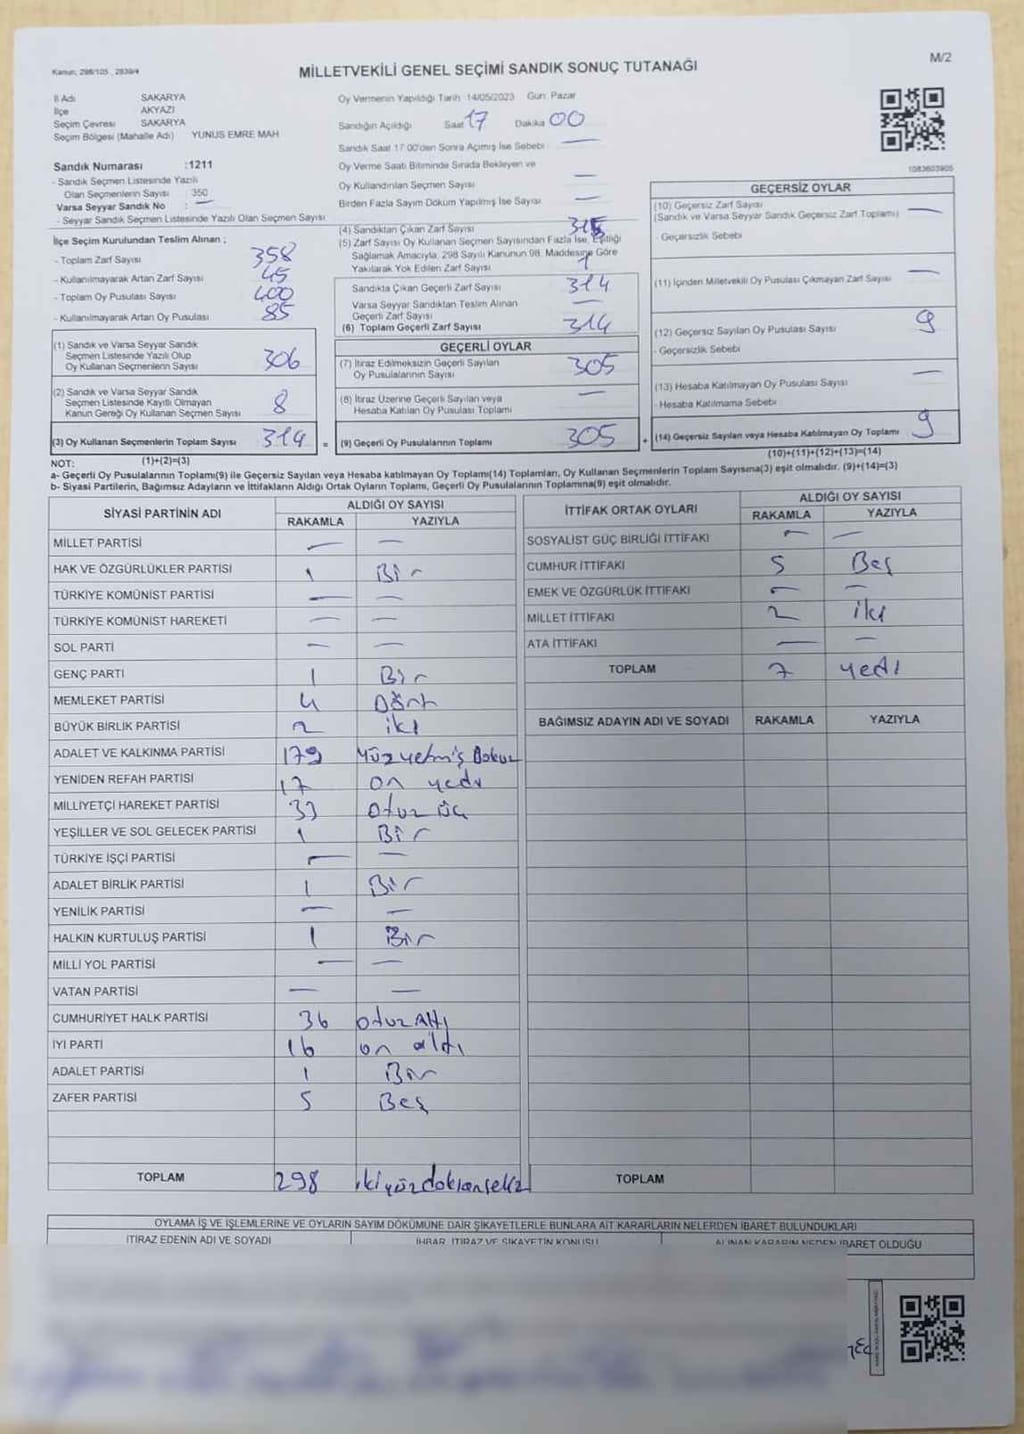 Kanun, 298/105 , 2839/4
M/2
MİLLETVEKİLİ GENEL SEÇİMİ SANDIK SONUÇ TUTANAĞI
İl Adı SAKARYA
İlçe AKYAZI
Seçim Çevresi SAKARYA
Seçim Bölgesi (Mahalle Adı) YUNUS EMRE MAH
Oy Vermenin Yapıldığı Tarih 14/05/2023 Gün: Pazar
Sandığın Açıldığı Saat 17 Dakika 00
Sandık Saat 17:00'den Sonra Açımış İse Sebebi —
Oy Verme Saati Bitiminde Sırada Bekleyen ve
Oy Kullandırılan Seçmen Sayısı —
Birden Fazla Sayım Döküm Yapılmış İse Sayısı —
1083603905
Sandık Numarası :1211
- Sandık Seçmen Listesinde Yazılı
Olan Seçmenlerin Sayısı 350
Varsa Seyyar Sandık No : —
- Seyyar Sandık Seçmen Listesinde Yazılı Olan Seçmen Sayısı
İlçe Seçim Kurulundan Teslim Alınan ;
- Toplam Zarf Sayısı 358
- Kullanılmayarak Artan Zarf Sayısı 45
- Toplam Oy Pusulası Sayısı 400
- Kullanılmayarak Artan Oy Pusulası 85
(1) Sandık ve Varsa Seyyar Sandık
Seçmen Listesinde Yazılı Olup
Oy Kullanan Seçmenlerin Sayısı 306
(2) Sandık ve Varsa Seyyar Sandık
Seçmen Listesinde Kayıtlı Olmayan
Kanun Gereği Oy Kullanan Seçmen Sayısı 8
(3) Oy Kullanan Seçmenlerin Toplam Sayısı 314 =
(4) Sandıktan Çıkan Zarf Sayısı 315
(5) Zarf Sayısı Oy Kullanan Seçmen Sayısından Fazla İse, Eşitliği
Sağlamak Amacıyla, 298 Sayılı Kanunun 98. Maddesine Göre
Yakılarak Yok Edilen Zarf Sayısı 1
Sandıkta Çıkan Geçerli Zarf Sayısı 314
Varsa Seyyar Sandıktan Teslim Alınan
Geçerli Zarf Sayısı —
(6) Toplam Geçerli Zarf Sayısı 314
GEÇERLİ OYLAR
(7) İtiraz Edilmeksizin Geçerli Sayılan
Oy Pusulalarının Sayısı 305
(8) İtiraz Üzerine Geçerli Sayılan veya
Hesaba Katılan Oy Pusulası Toplamı —
(9) Geçerli Oy Pusulalarının Toplamı 305 +
GEÇERSİZ OYLAR
(10) Geçersiz Zarf Sayısı —
(Sandık ve Varsa Seyyar Sandık Geçersiz Zarf Toplamı)
- Geçersizlik Sebebi
(11) İçinden Milletvekili Oy Pusulası Çıkmayan Zarf Sayısı —
(12) Geçersiz Sayılan Oy Pusulası Sayısı 9
- Geçersizlik Sebebi
(13) Hesaba Katılmayan Oy Pusulası Sayısı —
- Hesaba Katılmama Sebebi
(14) Geçersiz Sayılan veya Hesaba Katılmayan Oy Toplamı 9
NOT: (1)+(2)=(3)
(10)+(11)+(12)+(13)=(14)
a- Geçerli Oy Pusulalarının Toplamı(9) ile Geçersiz Sayılan veya Hesaba katılmayan Oy Toplamı(14) Toplamları, Oy Kullanan Seçmenlerin Toplam Sayısına(3) eşit olmalıdır. (9)+(14)=(3)
b- Siyasi Partilerin, Bağımsız Adayların ve İttifakların Aldığı Ortak Oyların Toplamı, Geçerli Oy Pusulalarının Toplamına(9) eşit olmalıdır.
SİYASİ PARTİNİN ADI ALDIĞI OY SAYISI
RAKAMLA YAZIYLA
MİLLET PARTİSİ — —
HAK VE ÖZGÜRLÜKLER PARTİSİ 1 Bir
TÜRKİYE KOMÜNİST PARTİSİ — —
TÜRKİYE KOMÜNİST HAREKETİ — —
SOL PARTİ — —
GENÇ PARTİ 1 Bir
MEMLEKET PARTİSİ 4 Dört
BÜYÜK BİRLİK PARTİSİ 2 iki
ADALET VE KALKINMA PARTİSİ 179 Yüzyetmiş Dokuz
YENİDEN REFAH PARTİSİ 17 on yedi
MİLLİYETÇİ HAREKET PARTİSİ 33 Otuz üç
YEŞİLLER VE SOL GELECEK PARTİSİ 1 Bir
TÜRKİYE İŞÇİ PARTİSİ — —
ADALET BİRLİK PARTİSİ 1 Bir
YENİLİK PARTİSİ — —
HALKIN KURTULUŞ PARTİSİ 1 Bir
MİLLİ YOL PARTİSİ — —
VATAN PARTİSİ — —
CUMHURİYET HALK PARTİSİ 36 otuz Altı
İYİ PARTİ 16 on altı
ADALET PARTİSİ 1 Bir
ZAFER PARTİSİ 5 Beş
TOPLAM 298 ikiyüzdoksansekiz
İTTİFAK ORTAK OYLARI ALDIĞI OY SAYISI
RAKAMLA YAZIYLA
SOSYALİST GÜÇ BİRLİĞİ İTTİFAKI — —
CUMHUR İTTİFAKI 5 Beş
EMEK VE ÖZGÜRLÜK İTTİFAKI — —
MİLLET İTTİFAKI 2 iki
ATA İTTİFAKI — —
TOPLAM 7 yedi
BAĞIMSIZ ADAYIN ADI VE SOYADI RAKAMLA YAZIYLA
TOPLAM
OYLAMA İŞ VE İŞLEMLERİNE VE OYLARIN SAYIM DÖKÜMÜNE DAİR ŞİKAYETLERLE BUNLARA AİT KARARLARIN NELERDEN İBARET BULUNDUKLARI
İTİRAZ EDENİN ADI VE SOYADI İHBAR, İTİRAZ VE ŞİKAYETİN KONUSU ALINAN KARARIN NEDEN İBARET OLDUĞU